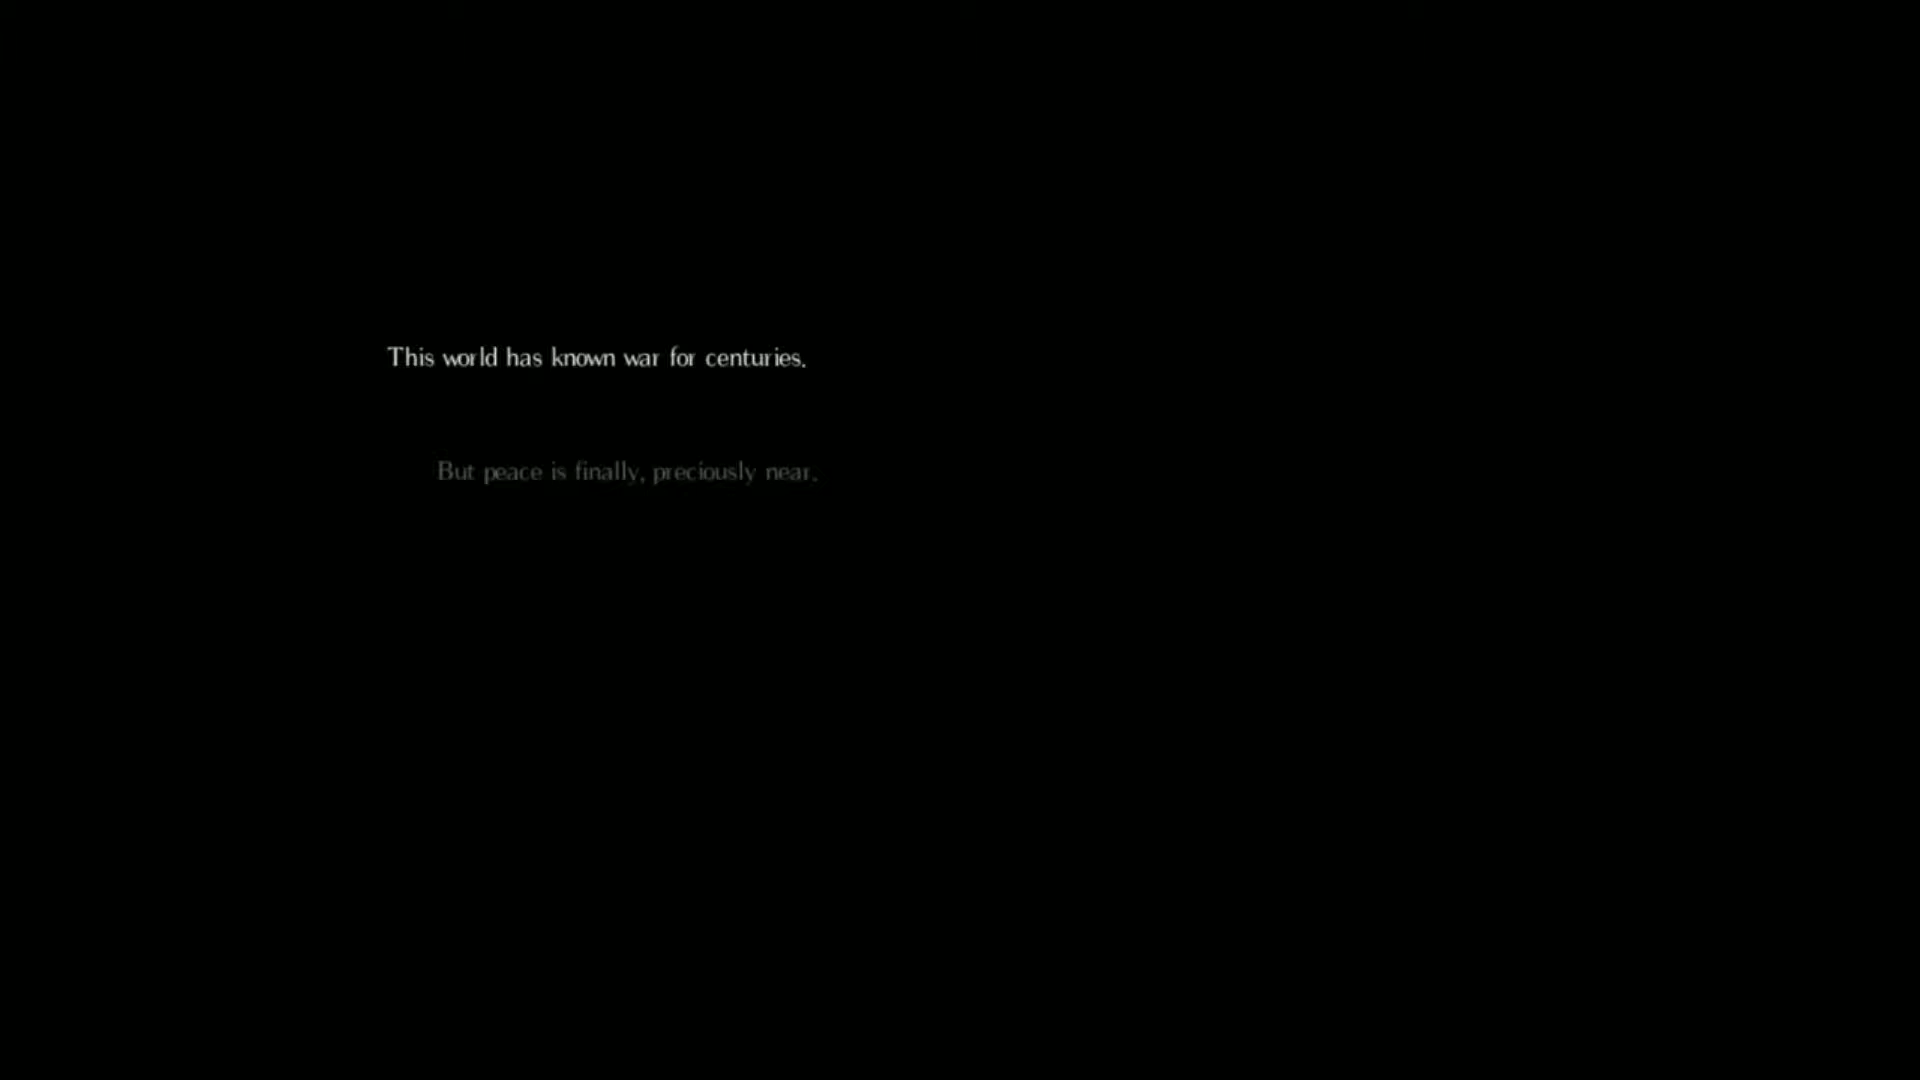 This world has known war for centuries.
But peace is finally, preciously near.